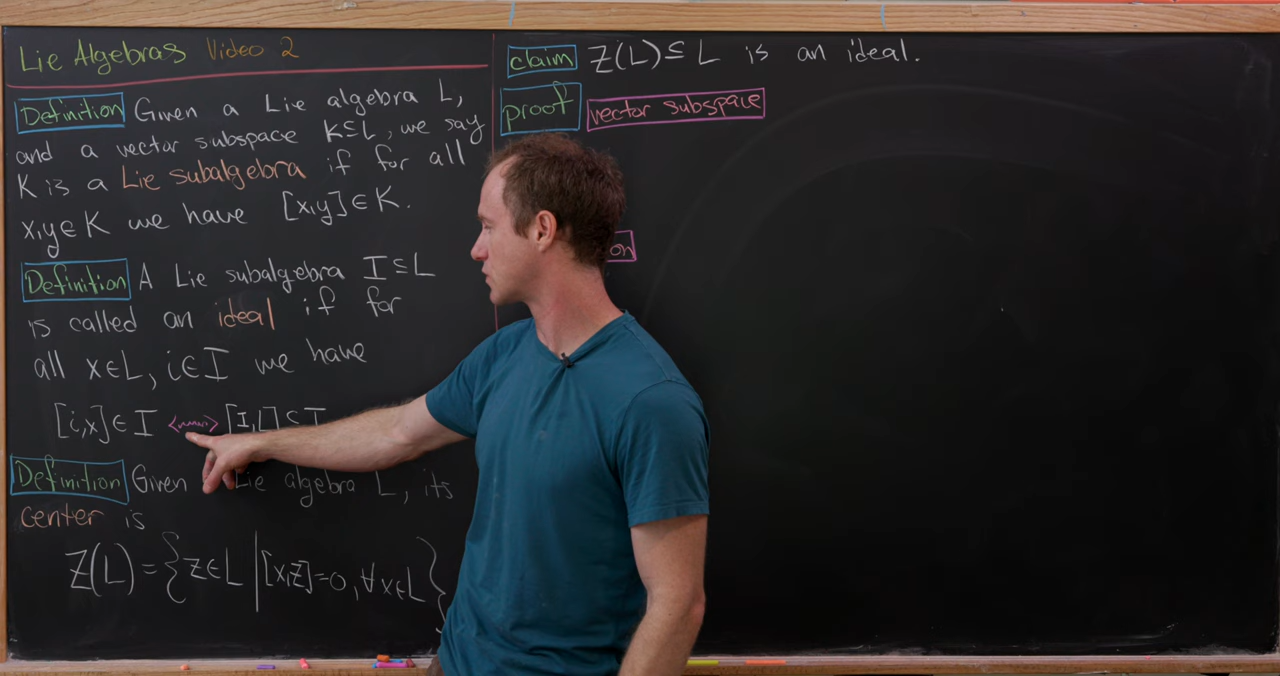 Lie Algebras Video 2
Definition Given a Lie algebra L,
and a vector subspace K⊆L, we say
K is a Lie subalgebra if for all
x,y∈K we have [x,y]∈K.
Definition A Lie subalgebra I⊆L
is called an ideal if for
all x∈L, i∈I we have
[i,x]∈I <~~~> [I,L]⊆I
Definition Given Lie algebra L, its
center is
Z(L)={z∈L | [x,z]=0, ∀x∈L}
claim Z(L)⊆L is an ideal.
proof vector subspace
on